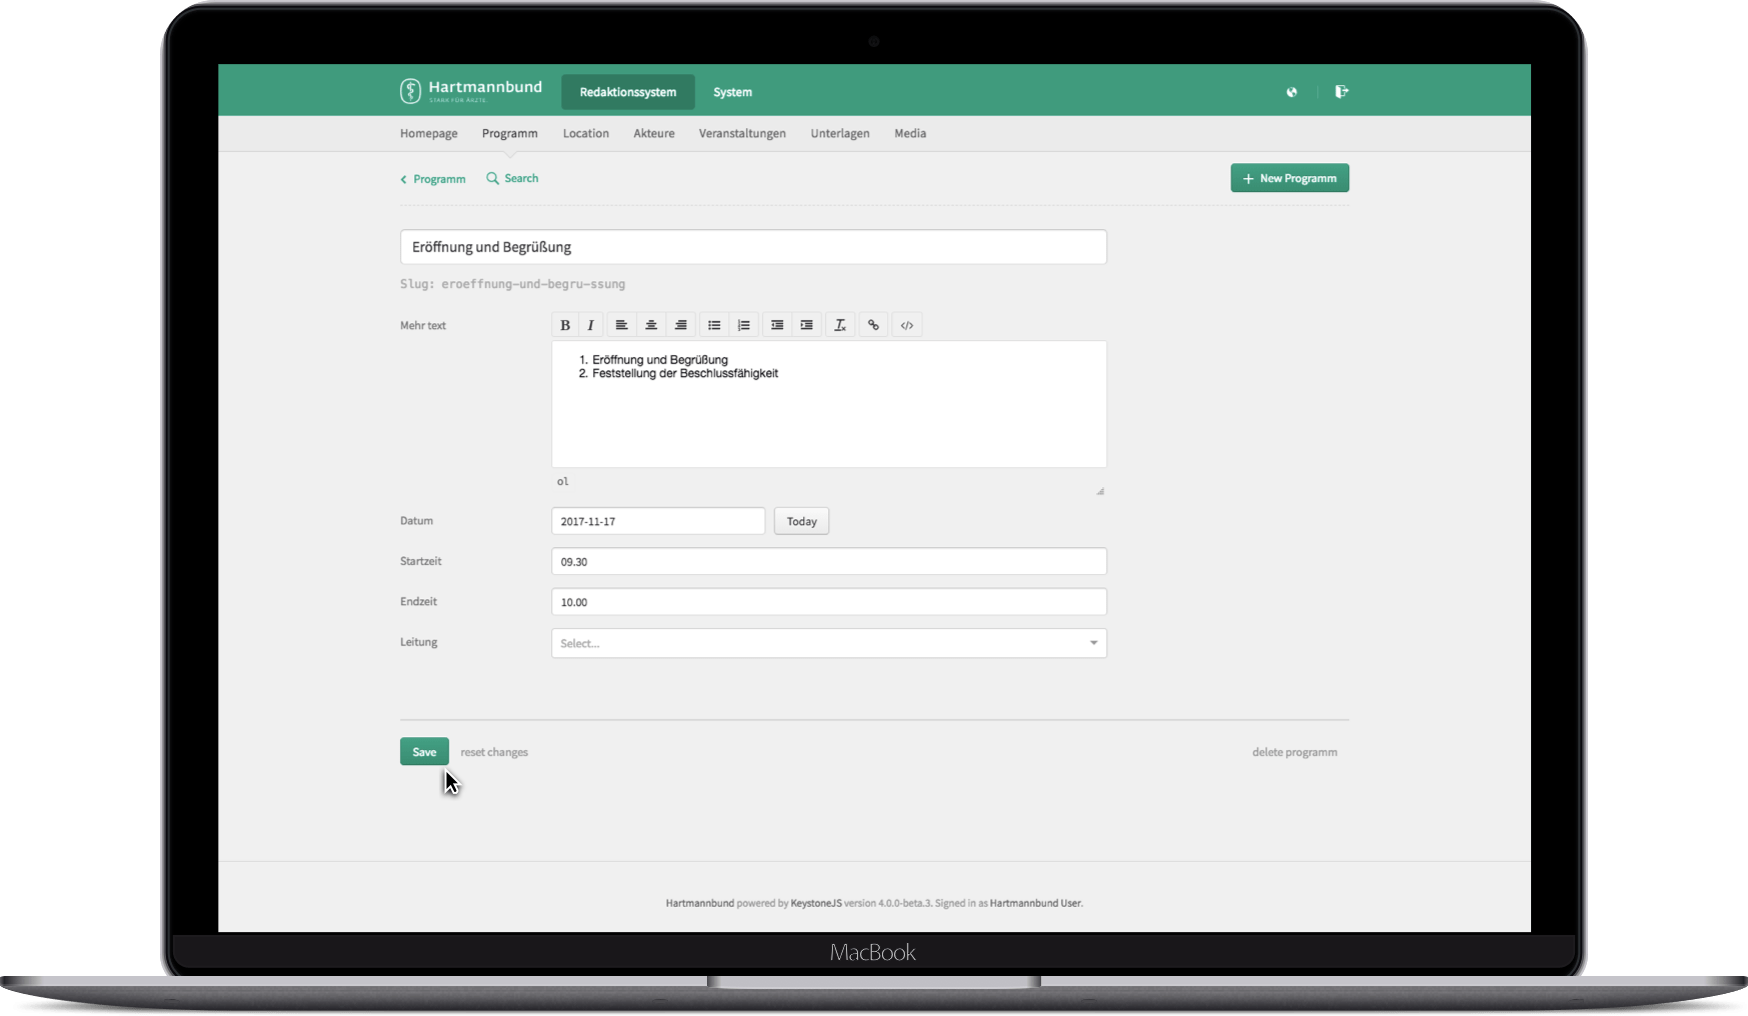 Hartmannbund
STARK FÜR ÄRZTE.
Redaktionssystem
System
Homepage
Programm
Location
Akteure
Veranstaltungen
Unterlagen
Media
Programm
Search
New Programm
Eröffnung und Begrüßung
Slug: eroeffnung-und-begru-ssung
Mehr text
B
I
1. Eröffnung und Begrüßung
2. Feststellung der Beschlussfähigkeit
ol
Datum
2017-11-17
Today
Startzeit
09.30
Endzeit
10.00
Leitung
Select...
Save
reset changes
delete programm
Hartmannbund powered by KeystoneJS version 4.0.0-beta.3. Signed in as Hartmannbund User.
MacBook